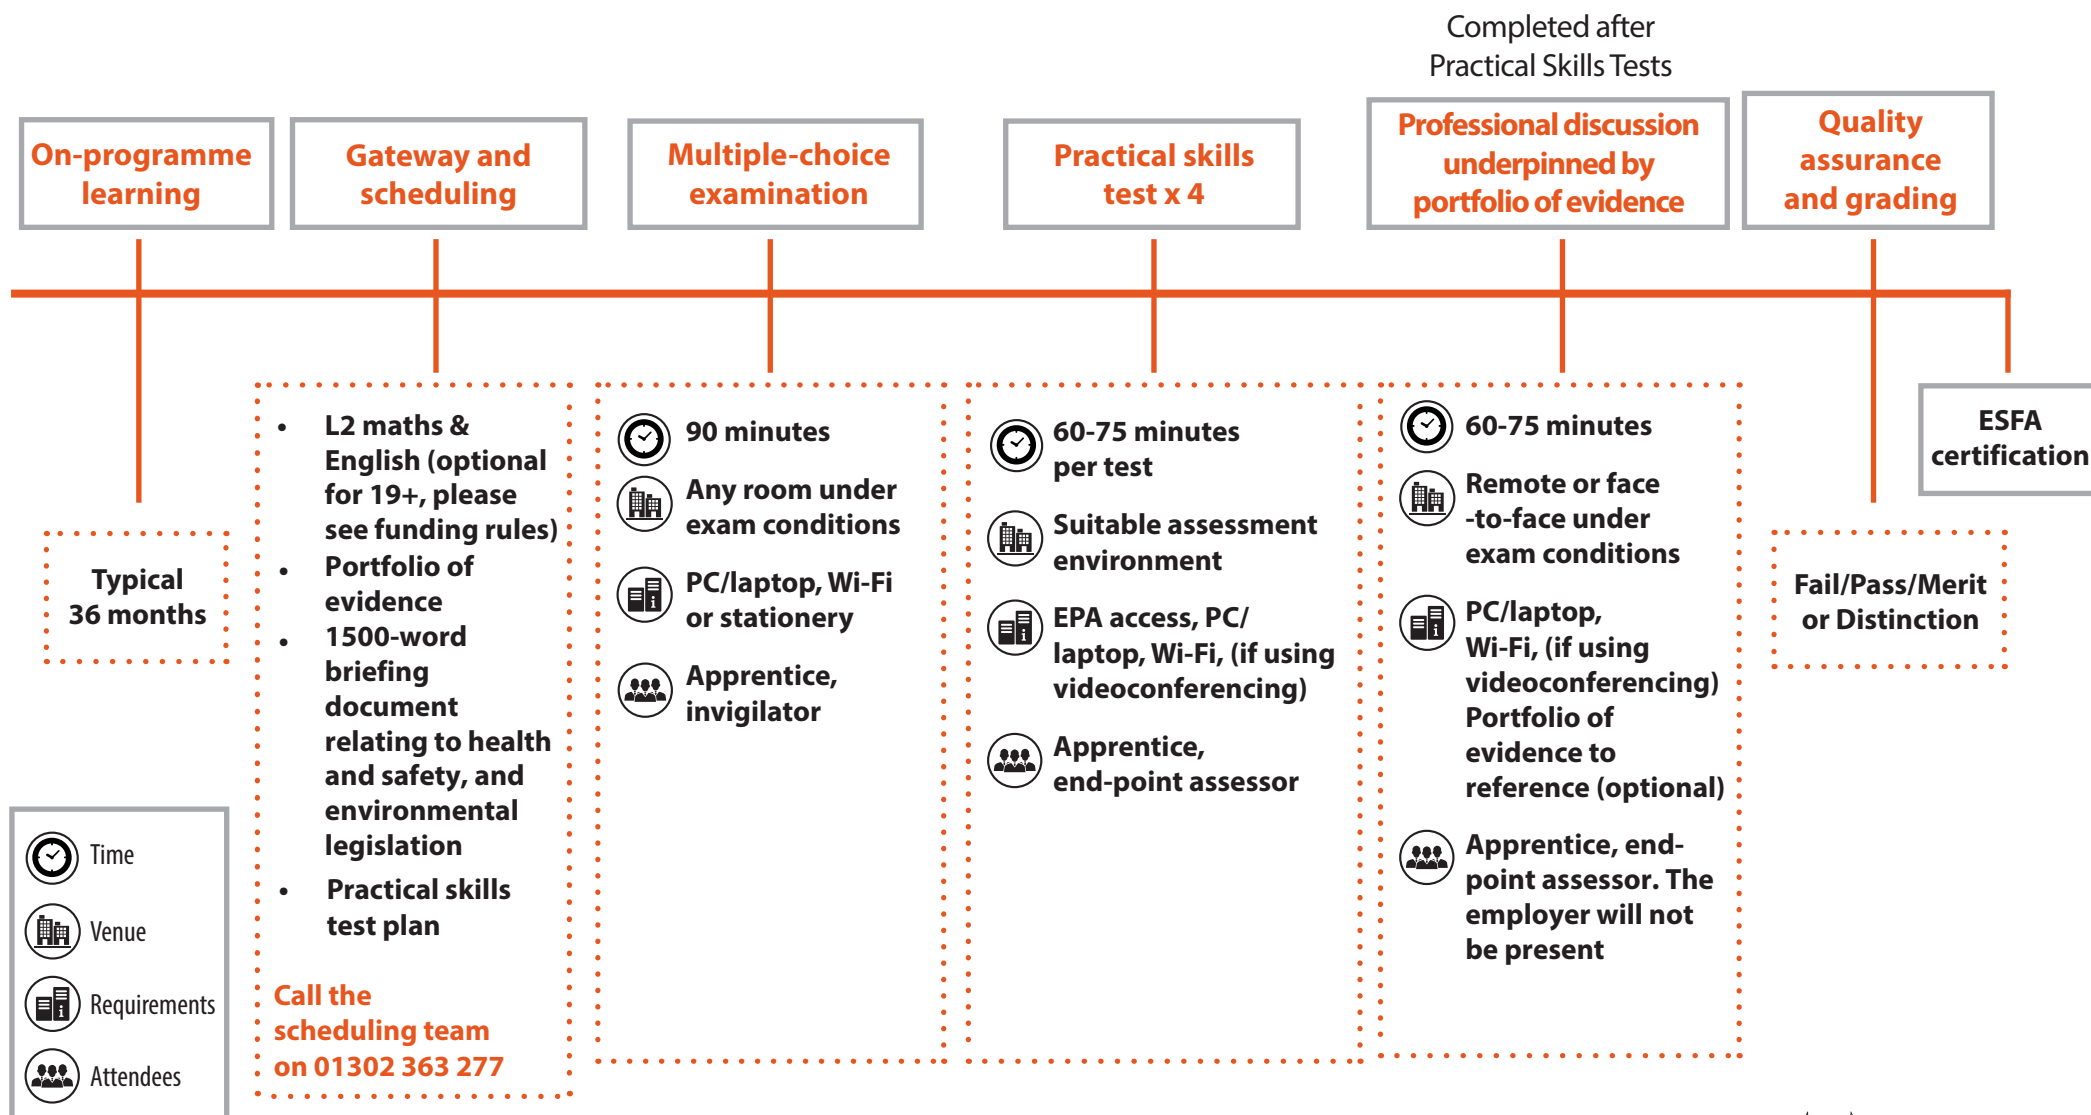 Completed after
Practical Skills Tests
On-programme
learning
Gateway and
scheduling
Multiple-choice
examination
Practical skills
test x 4
Professional discussion
underpinned by
portfolio of evidence
Quality
assurance
and grading
Typical
36 months
• L2 maths &
English (optional
for 19+, please
see funding rules)
• Portfolio of
evidence
• 1500-word
briefing
document
relating to health
and safety, and
environmental
legislation
• Practical skills
test plan
Call the
scheduling team
on 01302 363 277
90 minutes
Any room under
exam conditions
PC/laptop, Wi-Fi
or stationery
Apprentice,
invigilator
60-75 minutes
per test
Suitable assessment
environment
EPA access, PC/
laptop, Wi-Fi, (if using
videoconferencing)
Apprentice,
end-point assessor
60-75 minutes
Remote or face
-to-face under
exam conditions
PC/laptop,
Wi-Fi, (if using
videoconferencing)
Portfolio of
evidence to
reference (optional)
Apprentice, end-
point assessor. The
employer will not
be present
Fail/Pass/Merit
or Distinction
ESFA
certification
Time
Venue
Requirements
Attendees